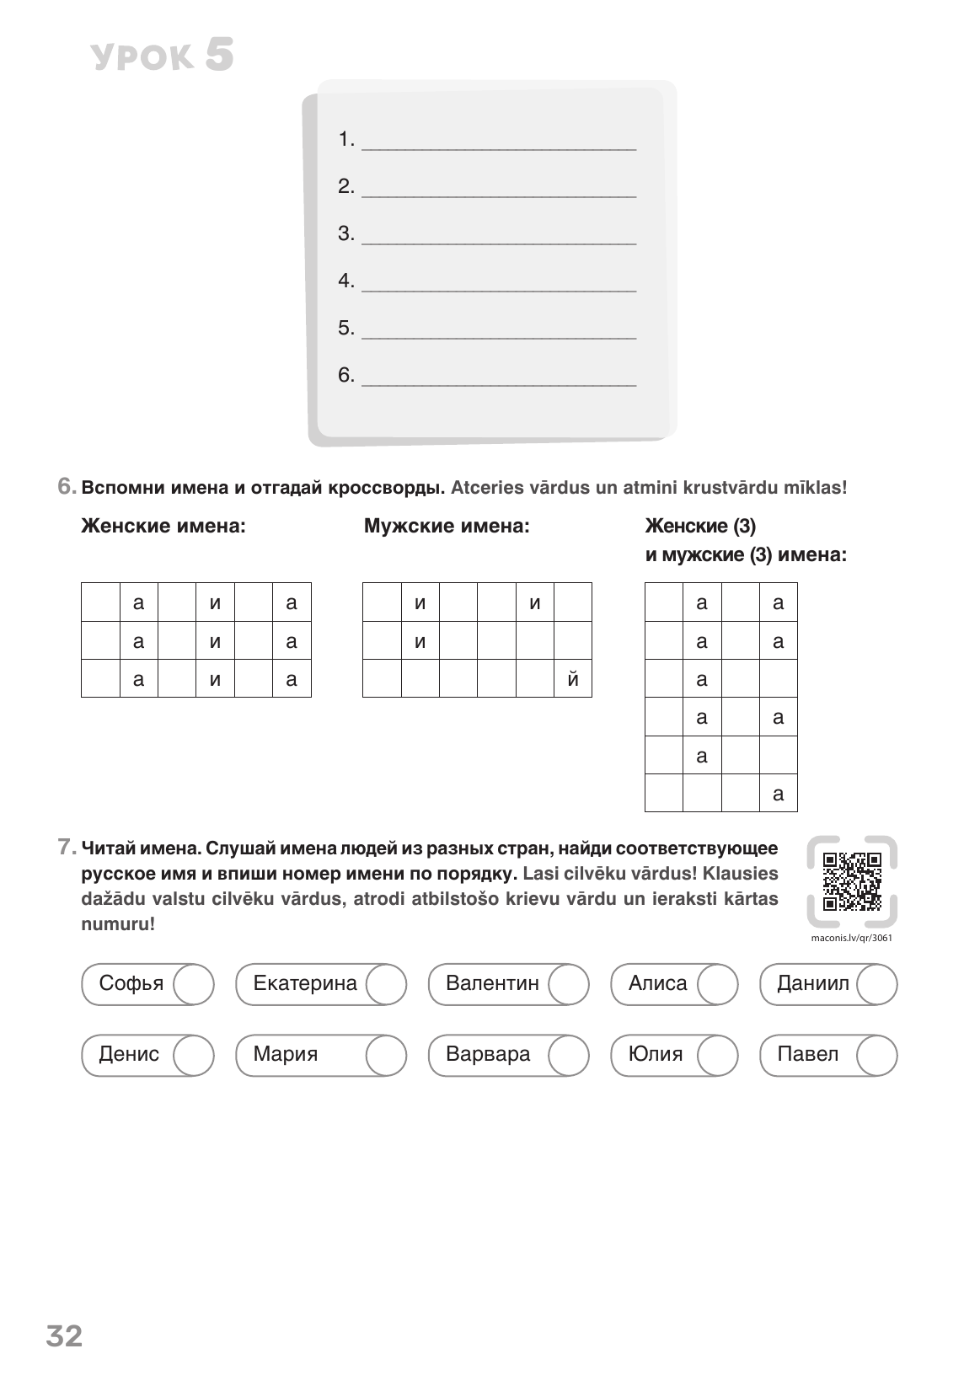 УРОК 5
1.
2.
3.
4.
5.
6.
6. Вспомни имена и отгадай кроссворды. Atceries vārdus un atmini krustvārdu mīklas!
Женские имена:
а и а
а и а
а и а
Мужские имена:
и и
и
й
Женские (3)
и мужские (3) имена:
а а
а а
а
а а
а
а
7. Читай имена. Слушай имена людей из разных стран, найди соответствующее
русское имя и впиши номер имени по порядку. Lasi cilvēku vārdus! Klausies
dažādu valstu cilvēku vārdus, atrodi atbilstošo krievu vārdu un ieraksti kārtas
numuru!
maconis.lv/qr/3061
Софья Екатерина Валентин Алиса Даниил
Денис Мария Варвара Юлия Павел
32